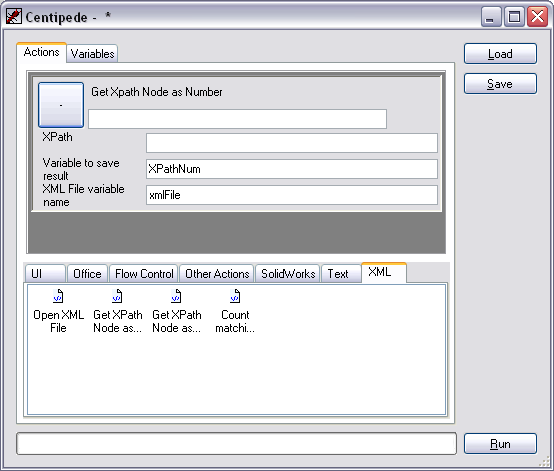 Centipede - *
Actions Variables
Load
Save
- Get Xpath Node as Number
XPath
Variable to save
result
XPathNum
XML File variable
name
xmlFile
UI Office Flow Control Other Actions SolidWorks Text XML
Open XML Get XPath Get XPath Count
File Node as... Node as... matchi...
Run